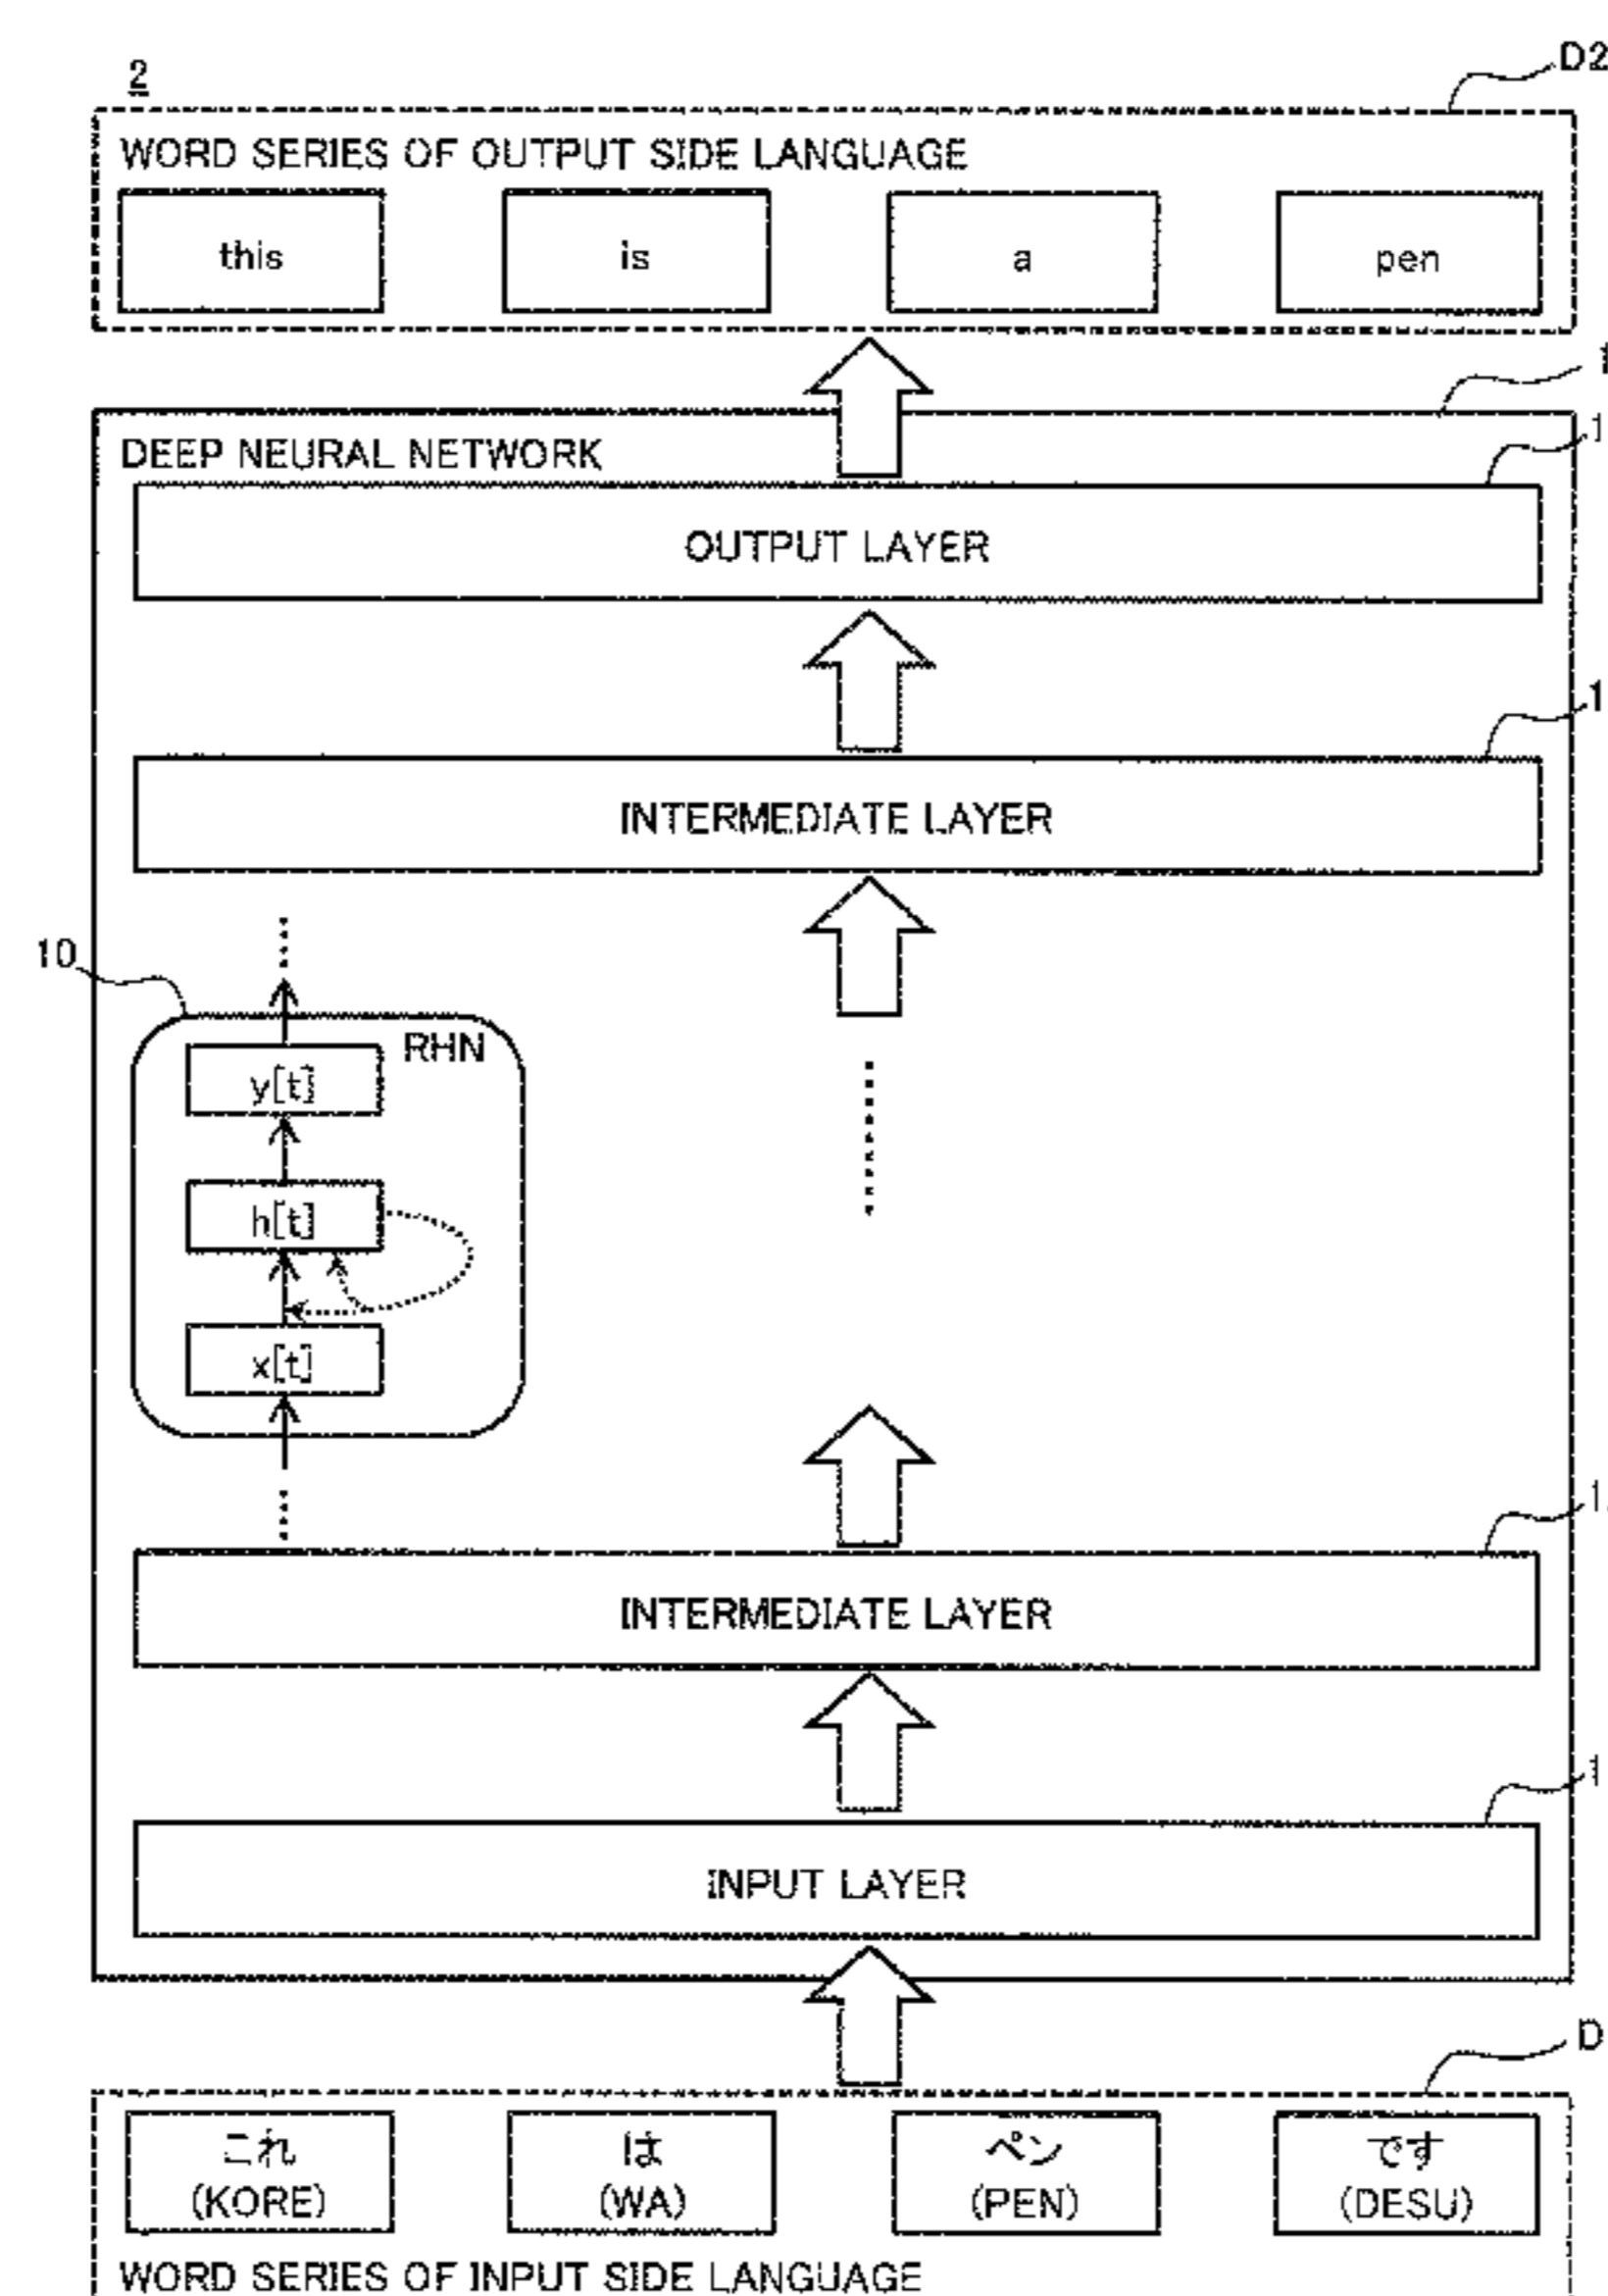 2
D2
WORD SERIES OF OUTPUT SIDE LANGUAGE
this is a pen
DEEP NEURAL NETWORK
OUTPUT LAYER
INTERMEDIATE LAYER
10
RHN
y[t]
h[t]
x[t]
INTERMEDIATE LAYER
INPUT LAYER
D
これ は ペン です
(KORE) (WA) (PEN) (DESU)
WORD SERIES OF INPUT SIDE LANGUAGE